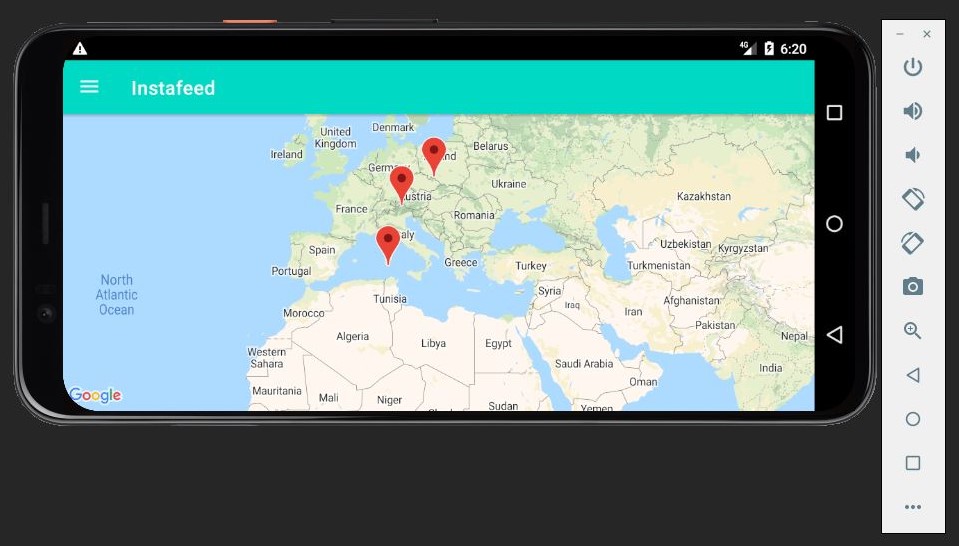 4G
6:20
Instafeed
United
Kingdom
Denmark
Ireland
Belarus
Germ
nd
Ukraine
Kazakhstan
ustria
France
Romania
aly
Uzbekistan
Kyrgyzstan
Spain
Greece
Turkey
Turkmenistan
Portugal
North
Atlantic
Ocean
Syria
Tunisia
Iraq
Afghanistan
Morocco
Iran
Pakistan
Algeria
Libya
Egypt
Nepal
Western
Sahara
Saudi Arabia
India
Oman
Mauritania
Mali
Niger
Sudan
Yemen
Google